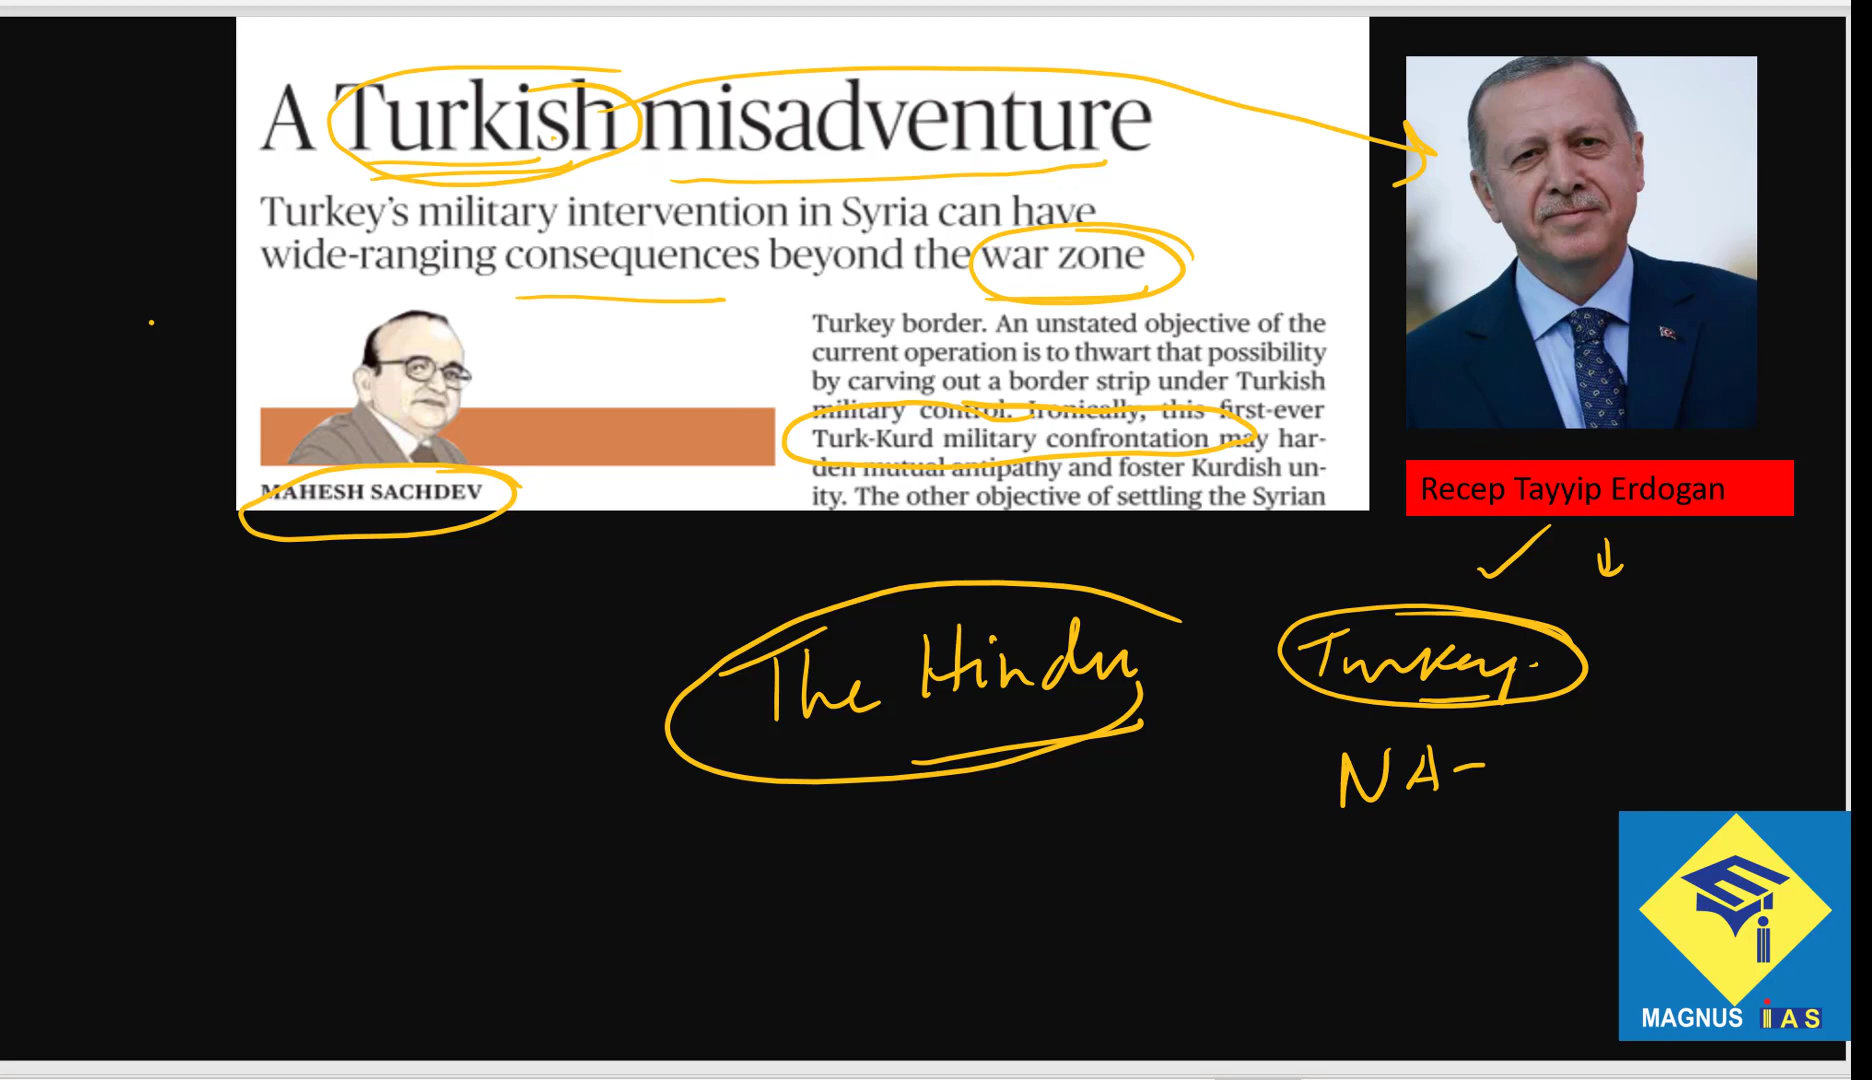 A Turkish misadventure
Turkey's military intervention in Syria can have
wide-ranging consequences beyond the war zone
MAHESH SACHDEV
Turkey border. An unstated objective of the
current operation is to thwart that possibility
by carving out a border strip under Turkish
military control. Ironically, this first-ever
Turk-Kurd military confrontation may har-
den mutual antipathy and foster Kurdish un-
ity. The other objective of settling the Syrian
Recep Tayyip Erdogan
The Hindu
Turkey.
NA-
MAGNUS iAS